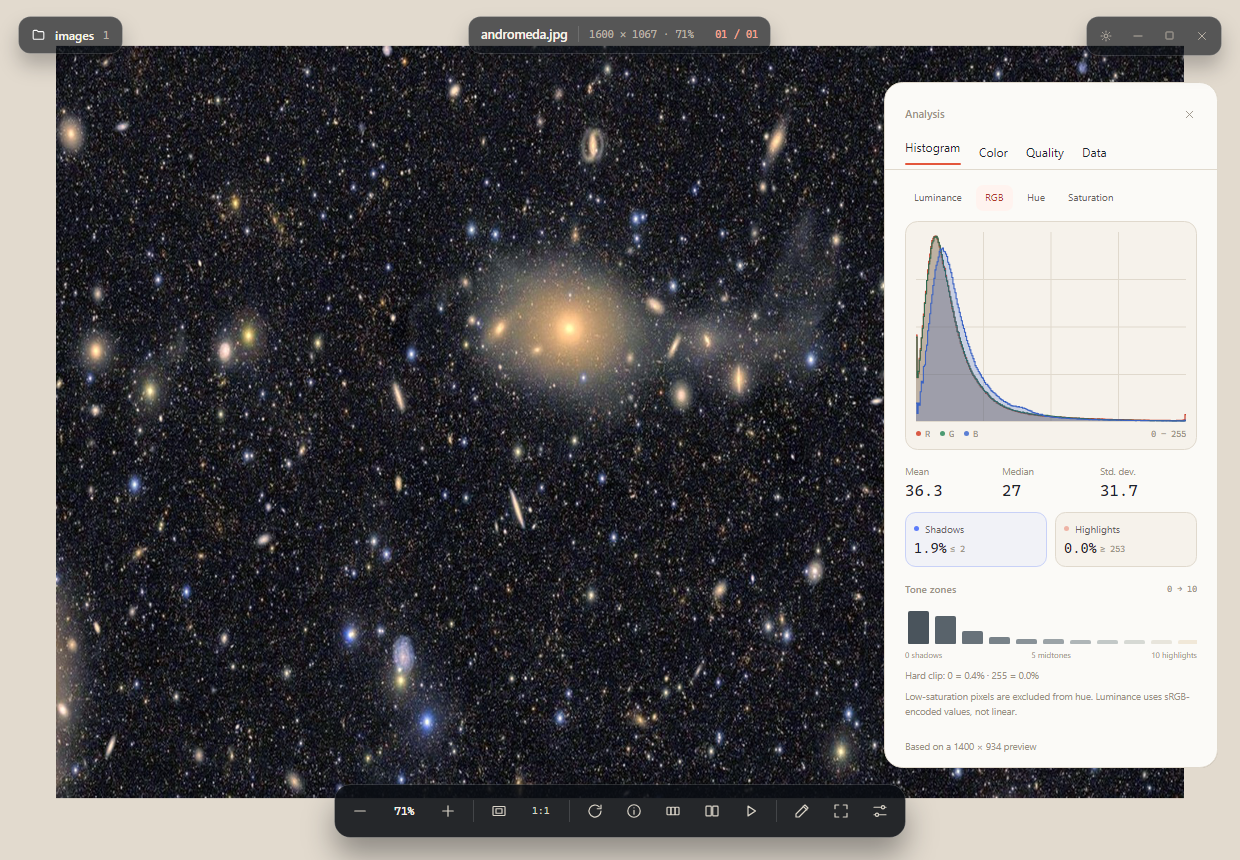 images 1
andromeda.jpg 1600 × 1067 · 71% 01 / 01
Analysis
Histogram Color Quality Data
Luminance RGB Hue Saturation
R G B 0 – 255
Mean Median Std. dev.
36.3 27 31.7
Shadows Highlights
1.9% ≤ 2 0.0% ≥ 253
Tone zones 0 → 10
0 shadows 5 midtones 10 highlights
Hard clip: 0 = 0.4% · 255 = 0.0%
Low-saturation pixels are excluded from hue. Luminance uses sRGB-
encoded values, not linear.
Based on a 1400 × 934 preview
71% 1:1